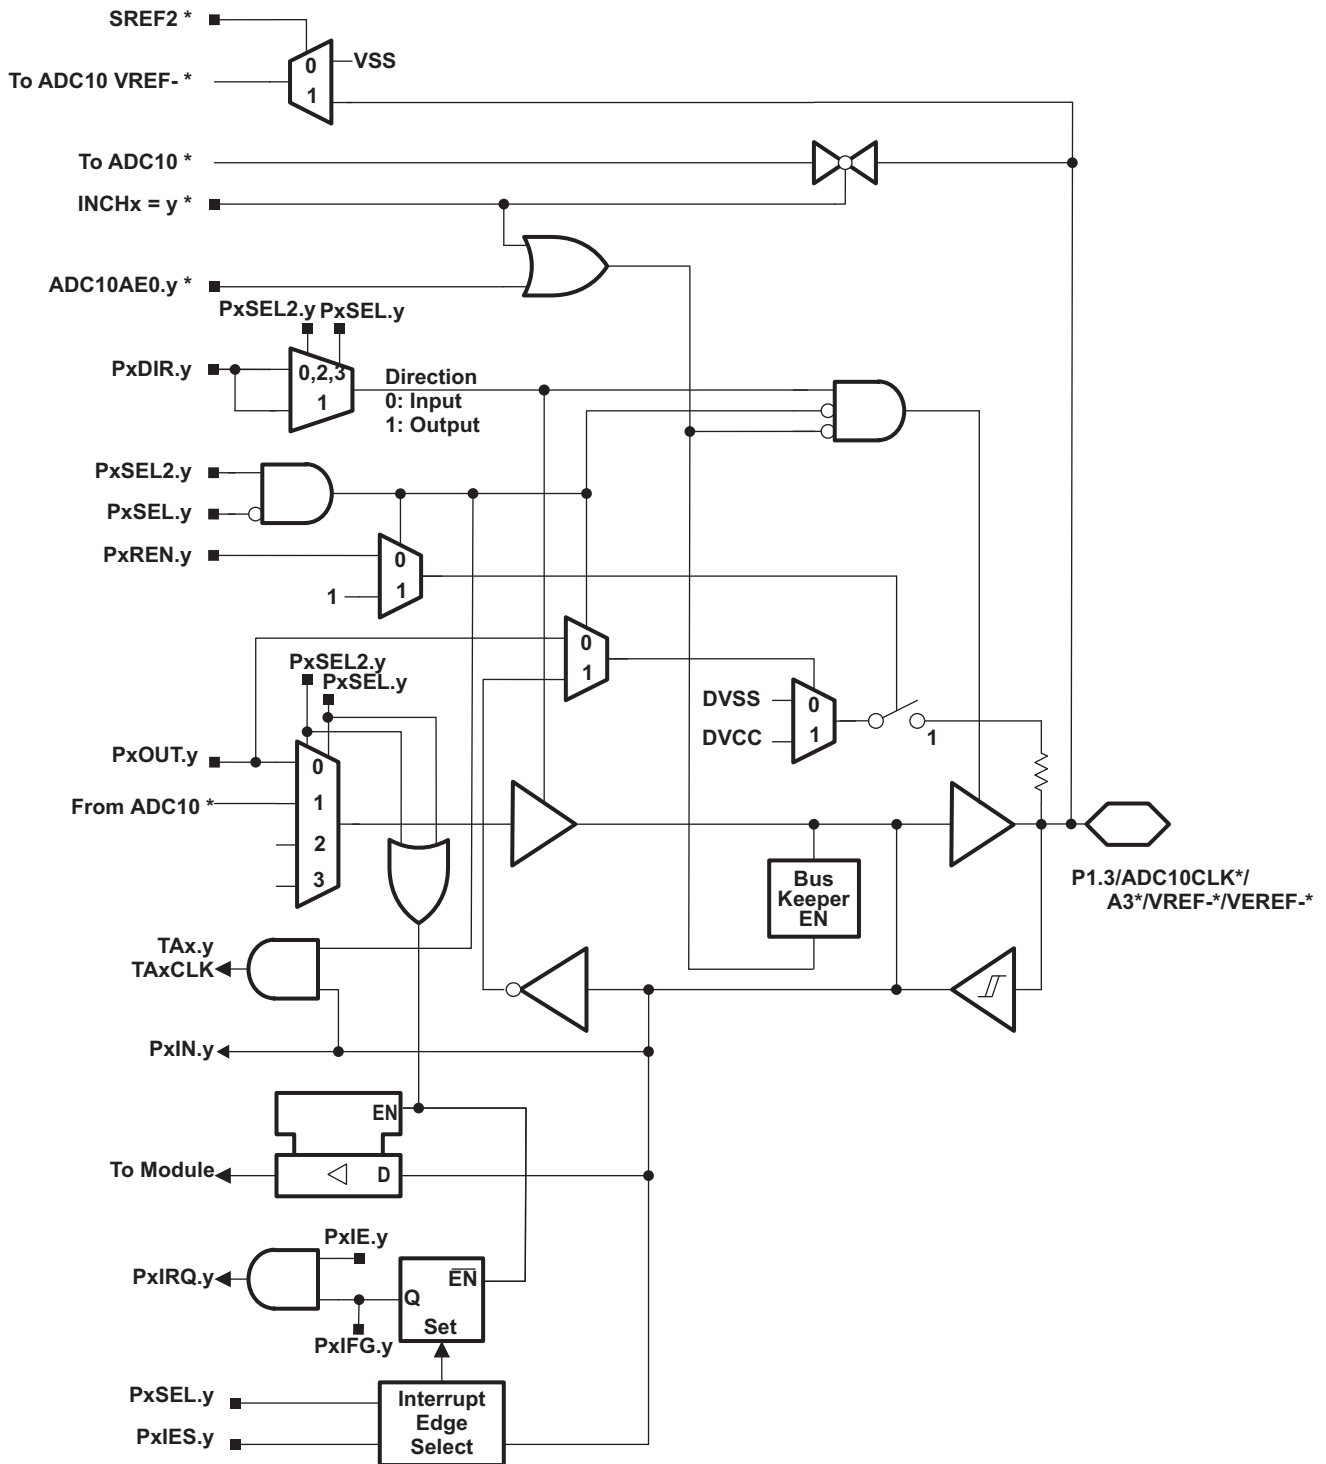 SREF2 *
0
VSS
To ADC10 VREF- *
1
To ADC10 *
INCHx = y *
ADC10AE0.y *
PxSEL2.y
PxSEL.y
PxDIR.y
0,2,3
1
Direction
0: Input
1: Output
PxSEL2.y
PxSEL.y
PxREN.y
0
1
1
0
1
PxSEL2.y
PxSEL.y
DVSS
0
DVCC
1
1
PxOUT.y
0
From ADC10 *
1
2
3
Bus
Keeper
EN
P1.3/ADC10CLK*/
A3*/VREF-*/VEREF-*
TAx.y
TAxCLK
PxIN.y
EN
To Module
D
PxIE.y
PxIRQ.y
EN
Q
Set
PxIFG.y
PxSEL.y
PxIES.y
Interrupt
Edge
Select